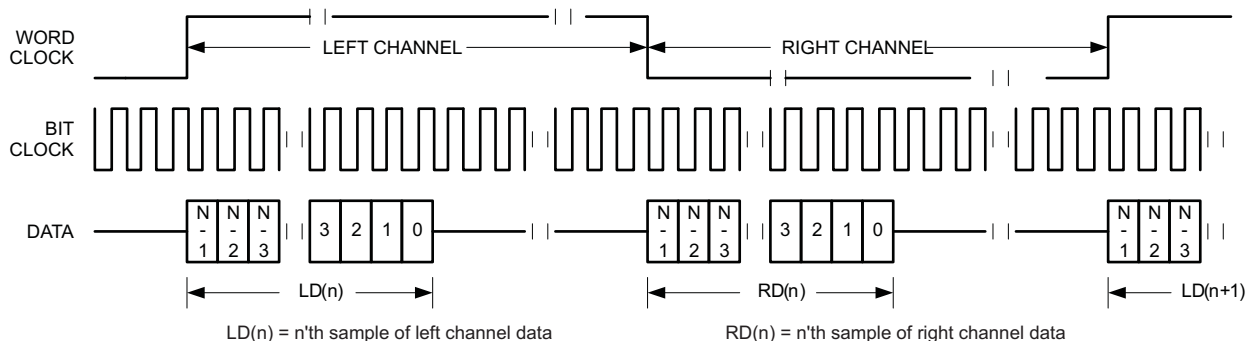 WORD
CLOCK
LEFT CHANNEL
RIGHT CHANNEL
BIT
CLOCK
DATA
N
-
1
N
-
2
N
-
3
3 2 1 0
N
-
1
N
-
2
N
-
3
3 2 1 0
N
-
1
N
-
2
N
-
3
LD(n)
RD(n)
LD(n+1)
LD(n) = n'th sample of left channel data
RD(n) = n'th sample of right channel data